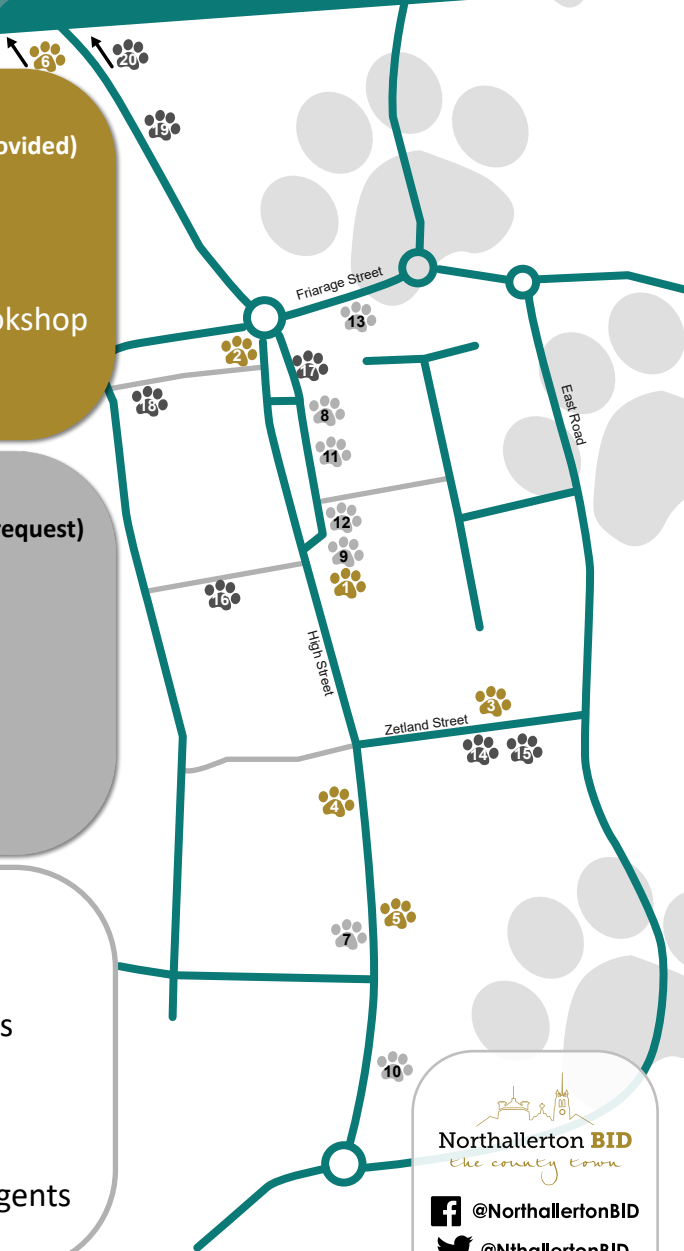 6
20
19
ovided)
okshop
Friarage Street
13
2
17
18
8
11
East Road
12
request)
9
1
16
High Street
3
Zetland Street
14
15
4
5
7
s
10
Northallerton BID
the county town
@NorthallertonBID
@NthallertonBID
gents